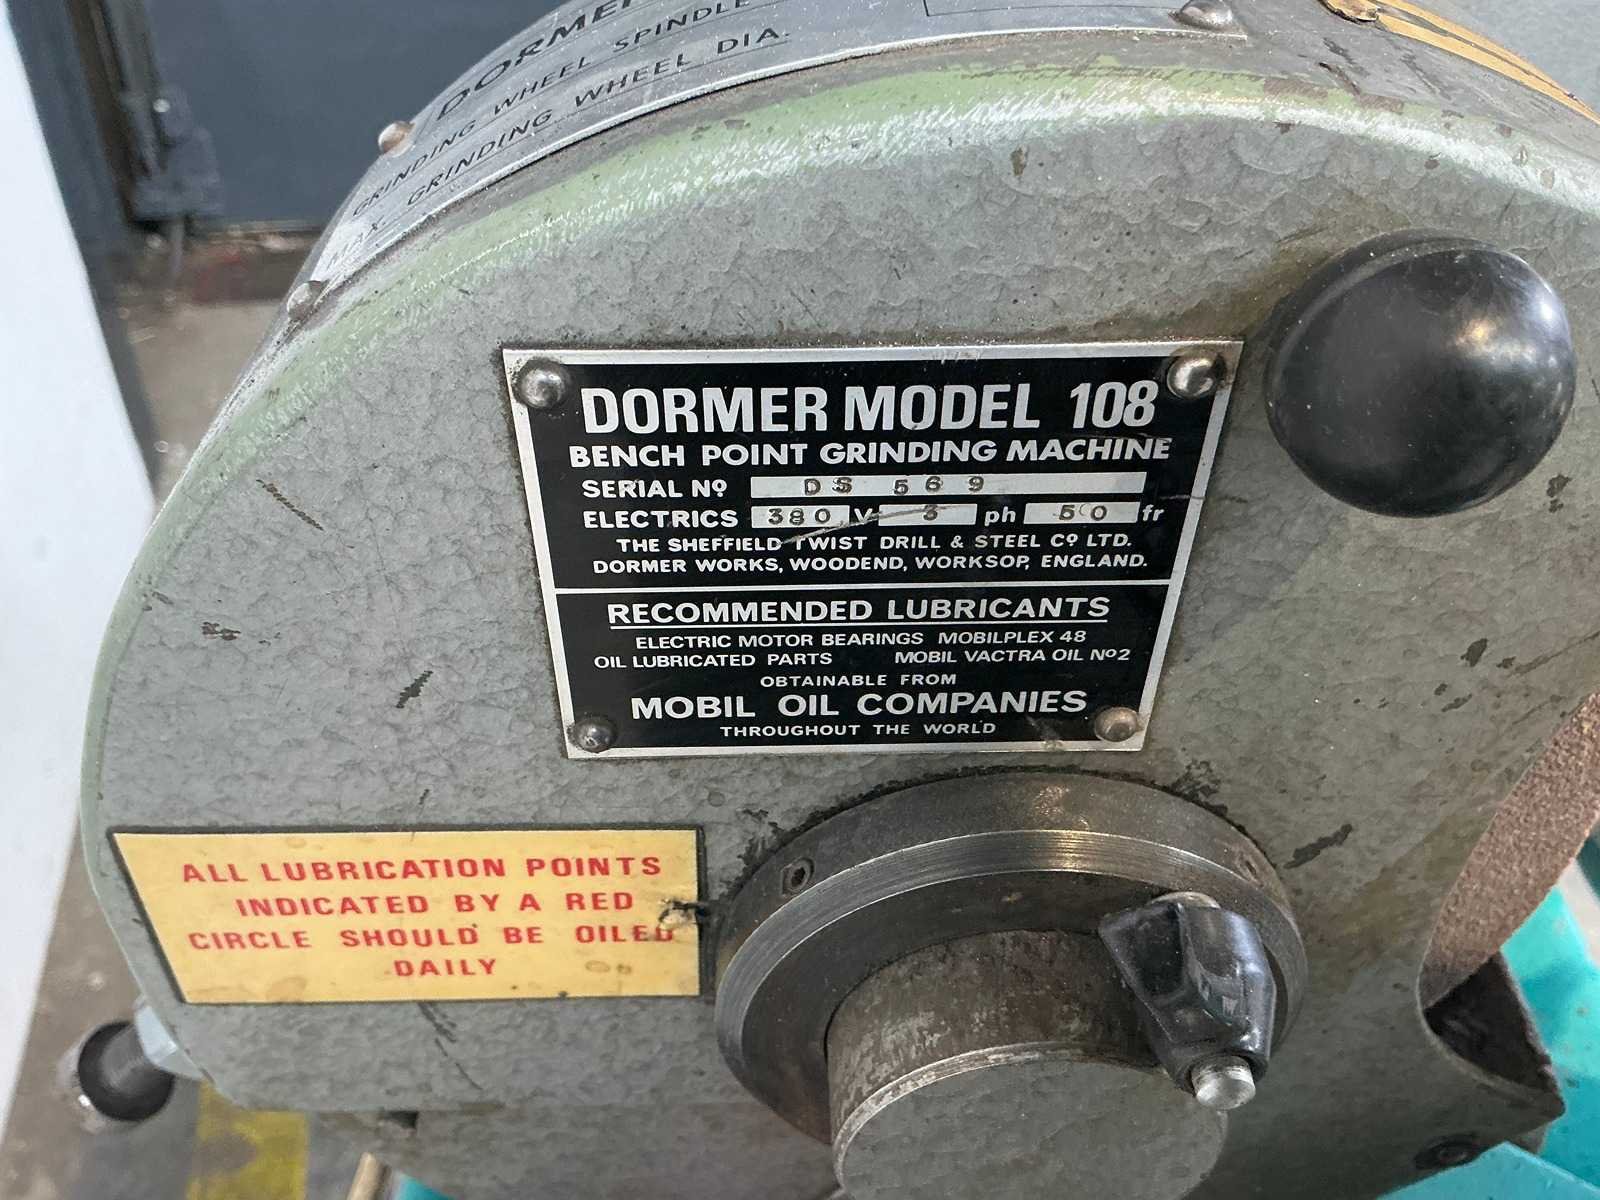 DORMER
GRINDING WHEEL SPINDLE
MAX. GRINDING WHEEL DIA.
DORMER MODEL 108
BENCH POINT GRINDING MACHINE
SERIAL Nº DS 569
ELECTRICS 380 V 3 ph 50 fr
THE SHEFFIELD TWIST DRILL & STEEL Cº LTD.
DORMER WORKS, WOODEND, WORKSOP, ENGLAND.
RECOMMENDED LUBRICANTS
ELECTRIC MOTOR BEARINGS MOBILPLEX 48
OIL LUBRICATED PARTS MOBIL VACTRA OIL Nº2
OBTAINABLE FROM
MOBIL OIL COMPANIES
THROUGHOUT THE WORLD
ALL LUBRICATION POINTS
INDICATED BY A RED
CIRCLE SHOULD BE OILED
DAILY